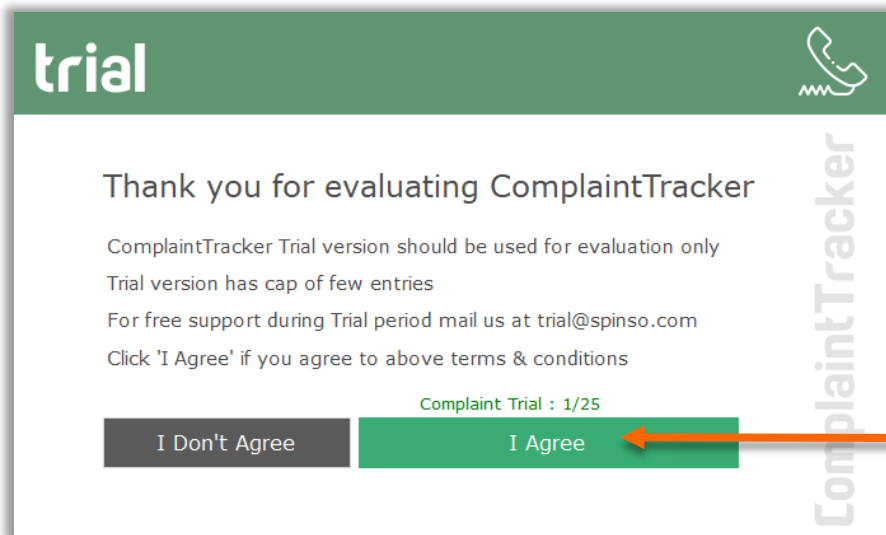 trial
Thank you for evaluating ComplaintTracker
ComplaintTracker Trial version should be used for evaluation only
Trial version has cap of few entries
For free support during Trial period mail us at trial@spinso.com
Click 'I Agree' if you agree to above terms & conditions
Complaint Trial : 1/25
I Don't Agree
I Agree
ComplaintTracker